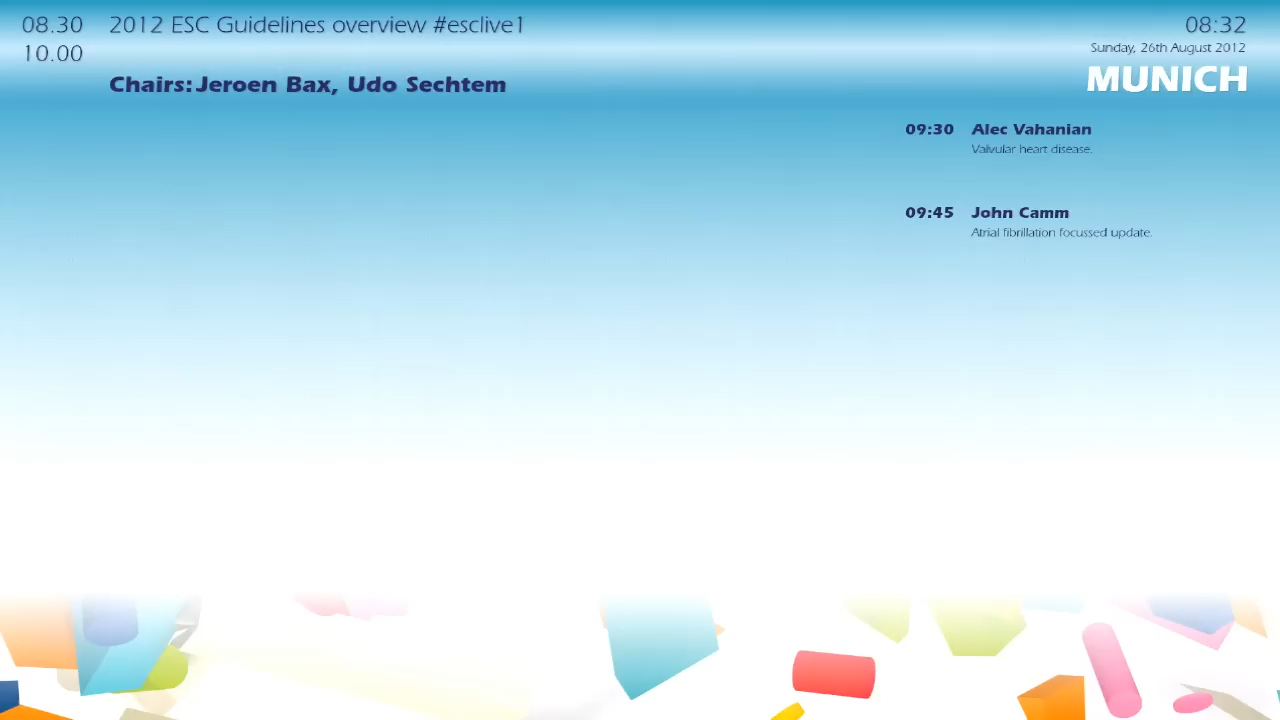 08.30 2012 ESC Guidelines overview #esclive1
10.00
Chairs: Jeroen Bax, Udo Sechtem
08:32
Sunday, 26th August 2012
MUNICH
09:30 Alec Vahanian
Valvular heart disease.
09:45 John Camm
Atrial fibrillation focussed update.